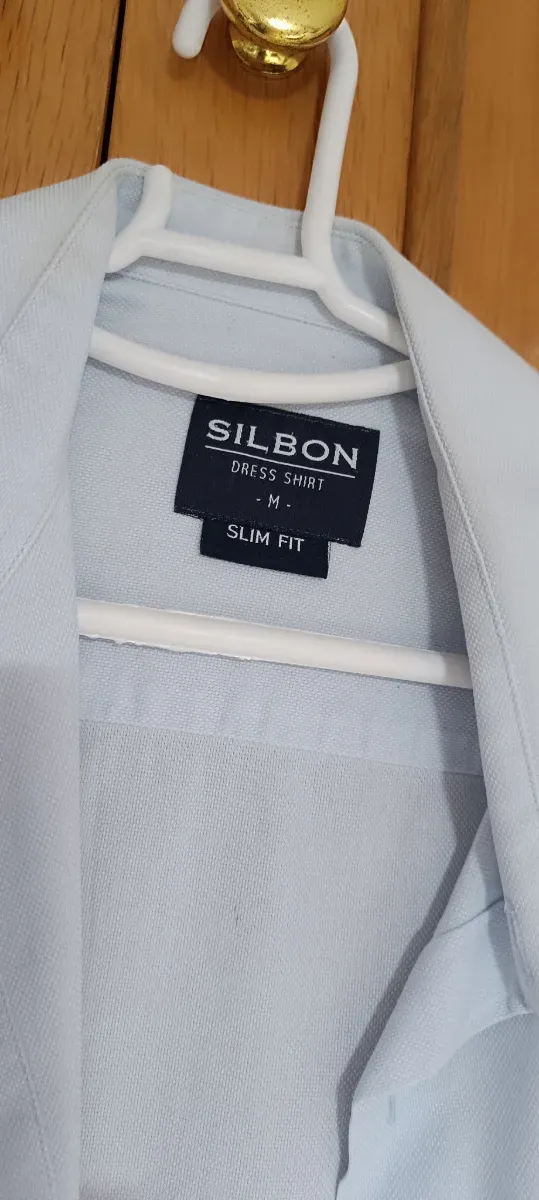 SILBON
DRESS SHIRT
- M -
SLIM FIT